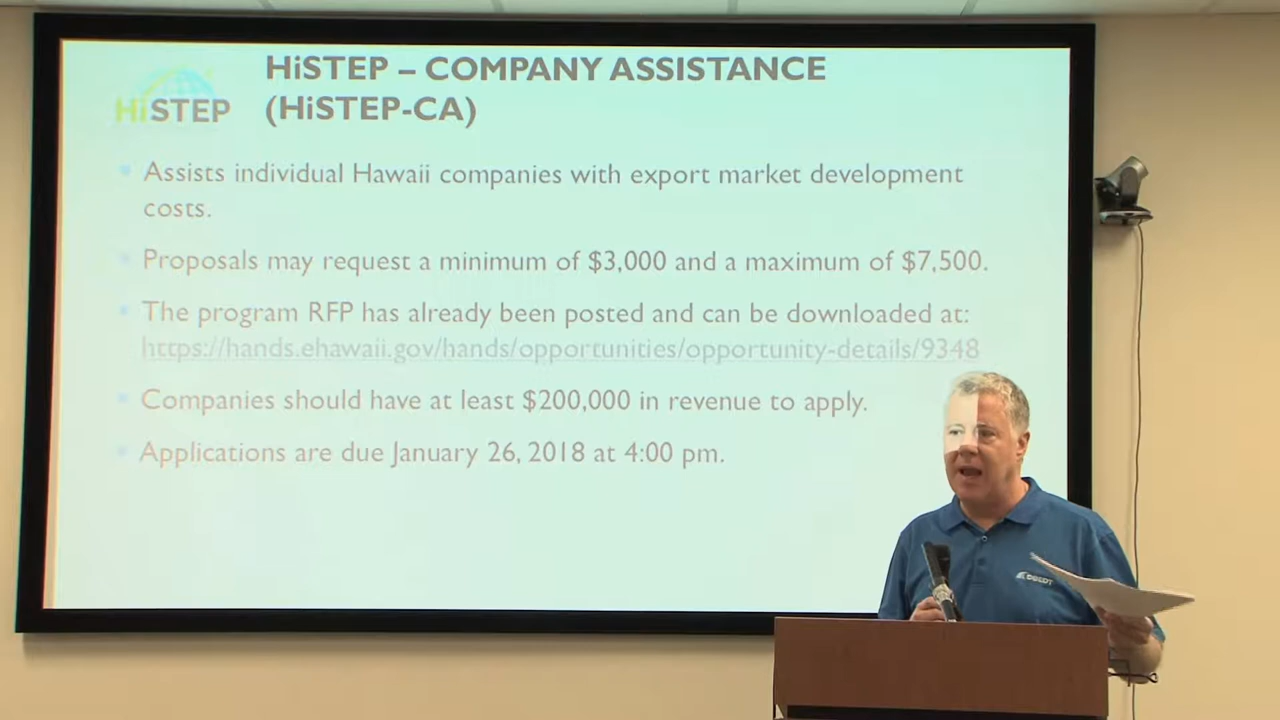 HiSTEP – COMPANY ASSISTANCE
(HiSTEP-CA)
HiSTEP
Assists individual Hawaii companies with export market development
costs.
Proposals may request a minimum of $3,000 and a maximum of $7,500.
The program RFP has already been posted and can be downloaded at:
https://hands.ehawaii.gov/hands/opportunities/opportunity-details/9348
Companies should have at least $200,000 in revenue to apply.
Applications are due January 26, 2018 at 4:00 pm.
DBEDT